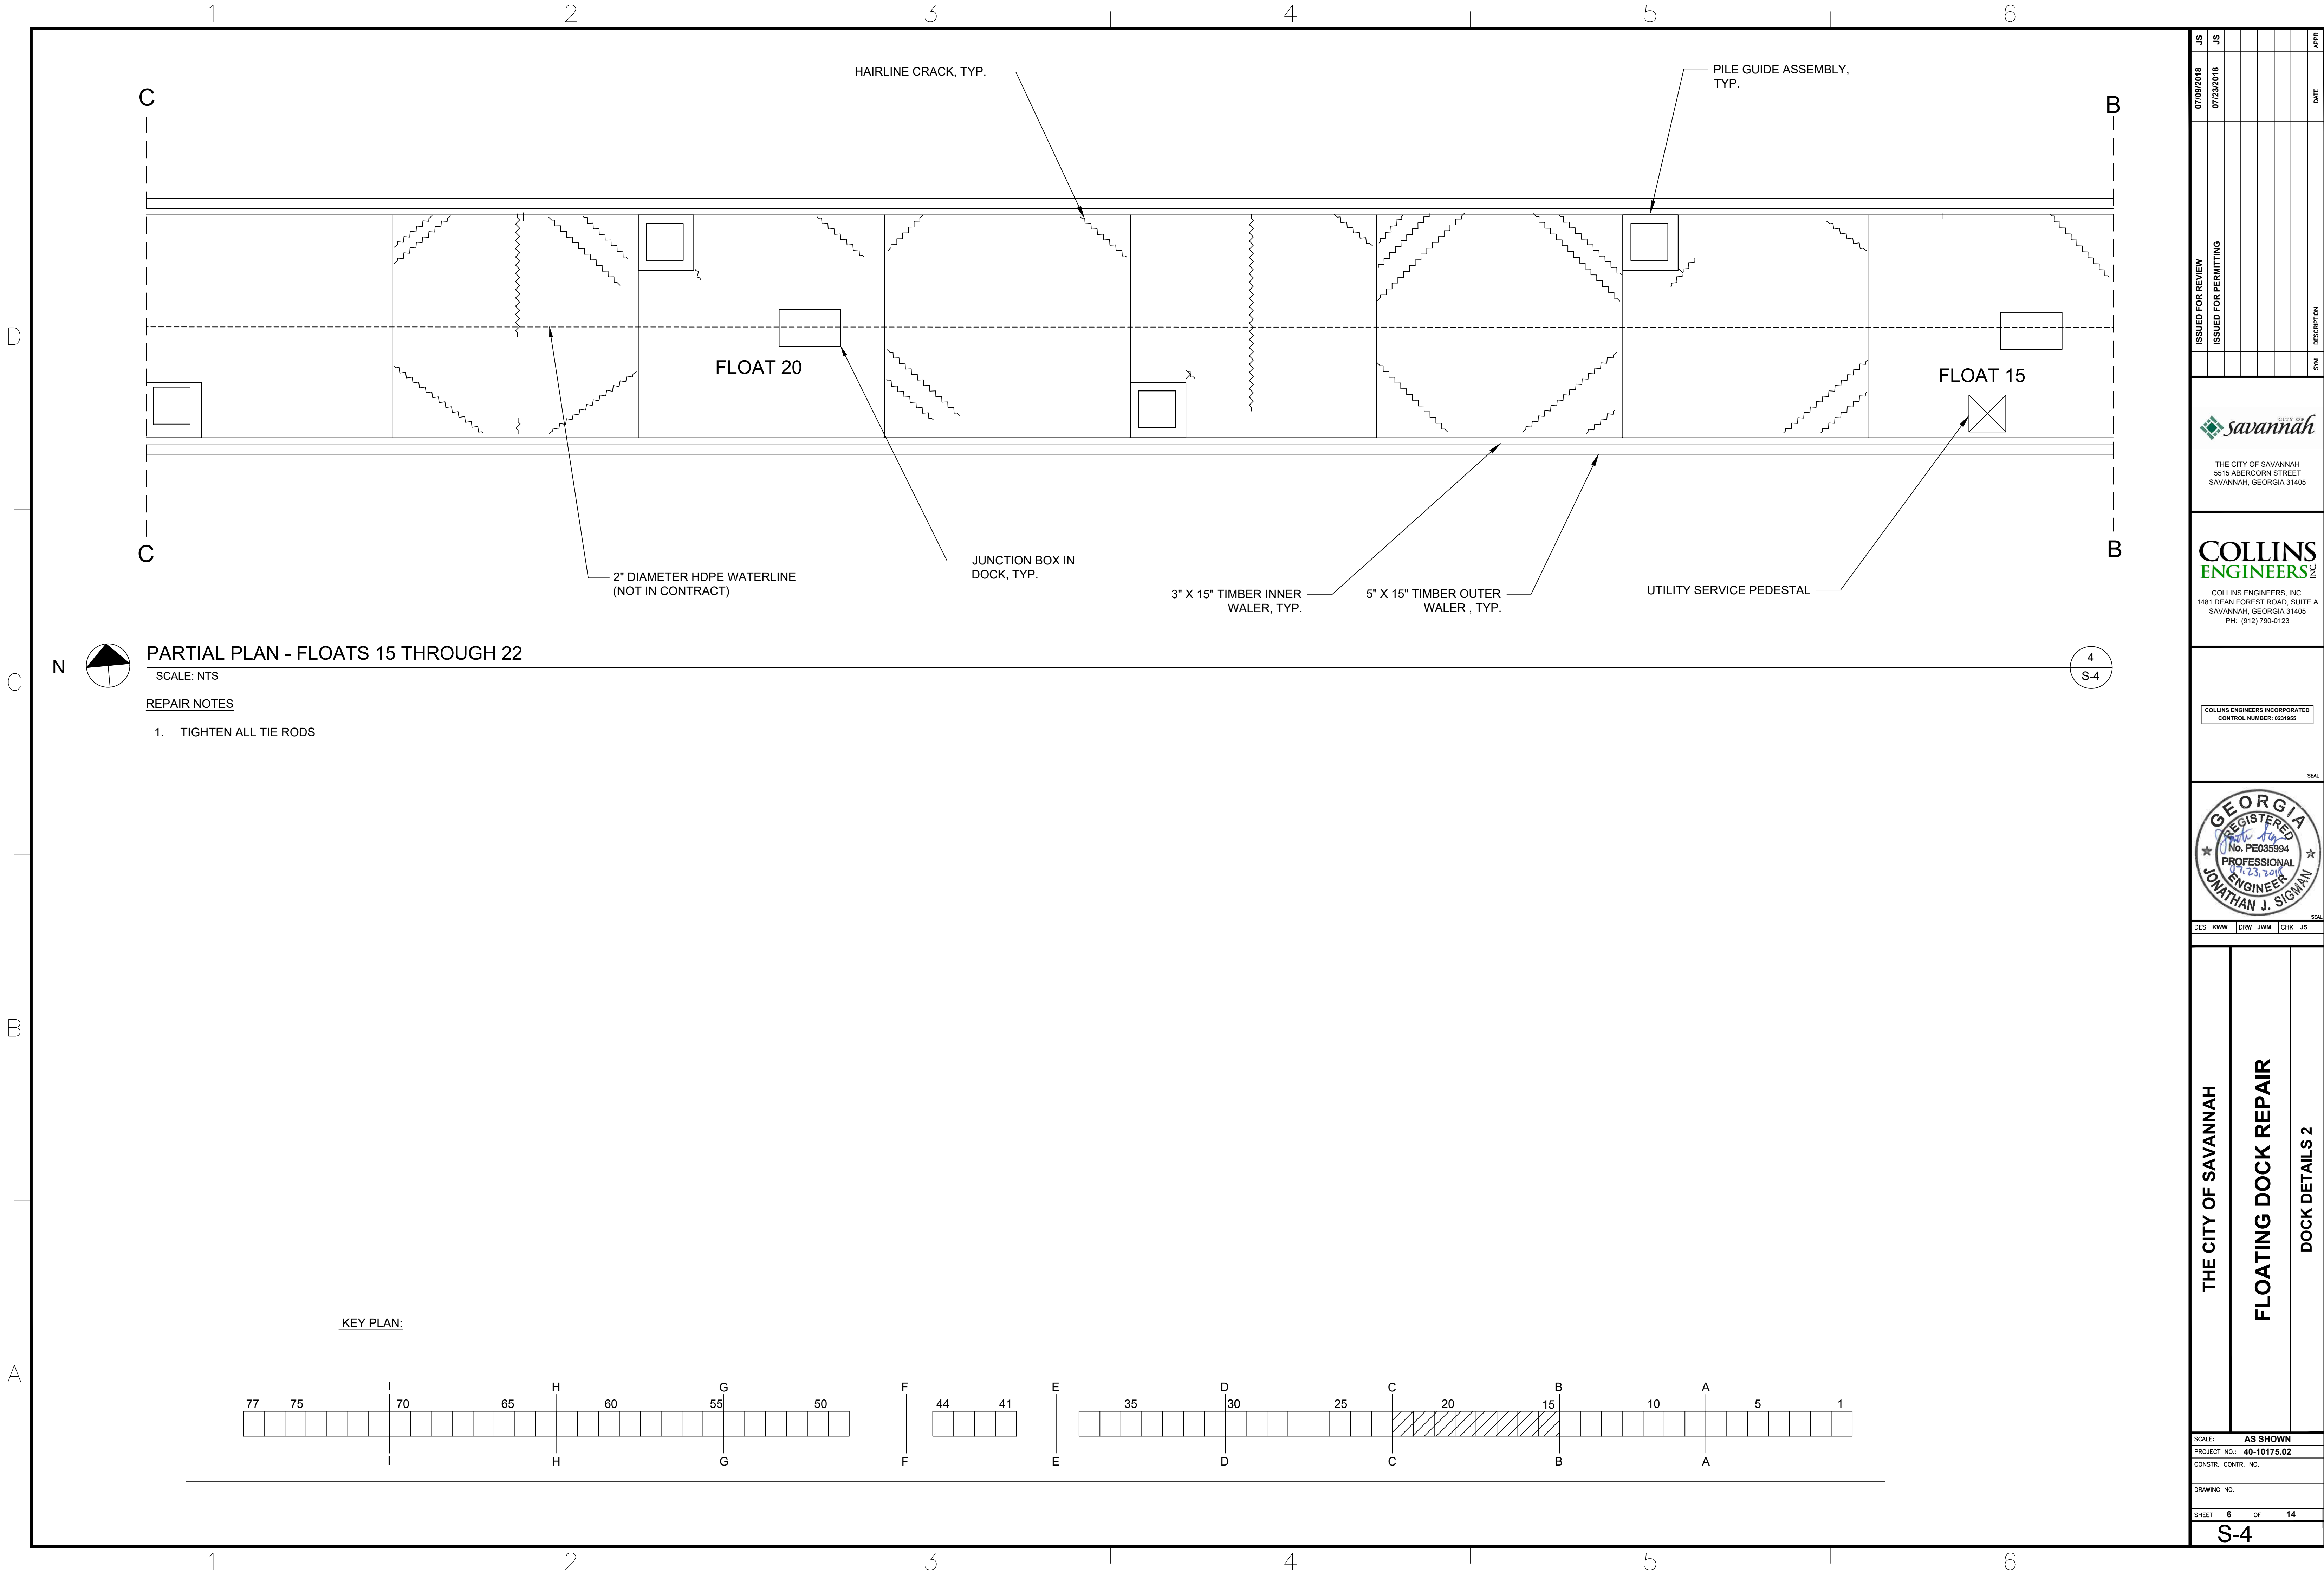 1 2 3 4 5 6
HAIRLINE CRACK, TYP.
PILE GUIDE ASSEMBLY,
TYP.
C
B
D
FLOAT 20
FLOAT 15
C
B
2" DIAMETER HDPE WATERLINE
(NOT IN CONTRACT)
JUNCTION BOX IN
DOCK, TYP.
3" X 15" TIMBER INNER
WALER, TYP.
5" X 15" TIMBER OUTER
WALER , TYP.
UTILITY SERVICE PEDESTAL
C
N
PARTIAL PLAN - FLOATS 15 THROUGH 22
SCALE: NTS
4
S-4
REPAIR NOTES
1. TIGHTEN ALL TIE RODS
B
KEY PLAN:
A
I H G F E D C B A
77 75 70 65 60 55 50 44 41 35 30 25 20 15 10 5 1
I H G F E D C B A
1 2 3 4 5 6
JS JS APPR
07/09/2018 07/23/2018 DATE
ISSUED FOR REVIEW
ISSUED FOR PERMITTING
DESCRIPTION
SYM
CITY OF
savannah
THE CITY OF SAVANNAH
5515 ABERCORN STREET
SAVANNAH, GEORGIA 31405
COLLINS
ENGINEERS INC
COLLINS ENGINEERS, INC.
1481 DEAN FOREST ROAD, SUITE A
SAVANNAH, GEORGIA 31405
PH: (912) 790-0123
COLLINS ENGINEERS INCORPORATED
CONTROL NUMBER: 0231955
SEAL
GEORGIA
REGISTERED
No. PE035994
PROFESSIONAL
07.23.2018
ENGINEER
JONATHAN J. SIGMAN
SEAL
DES KWW DRW JWM CHK JS
THE CITY OF SAVANNAH
FLOATING DOCK REPAIR
DOCK DETAILS 2
SCALE: AS SHOWN
PROJECT NO.: 40-10175.02
CONSTR. CONTR. NO.
DRAWING NO.
SHEET 6 OF 14
S-4